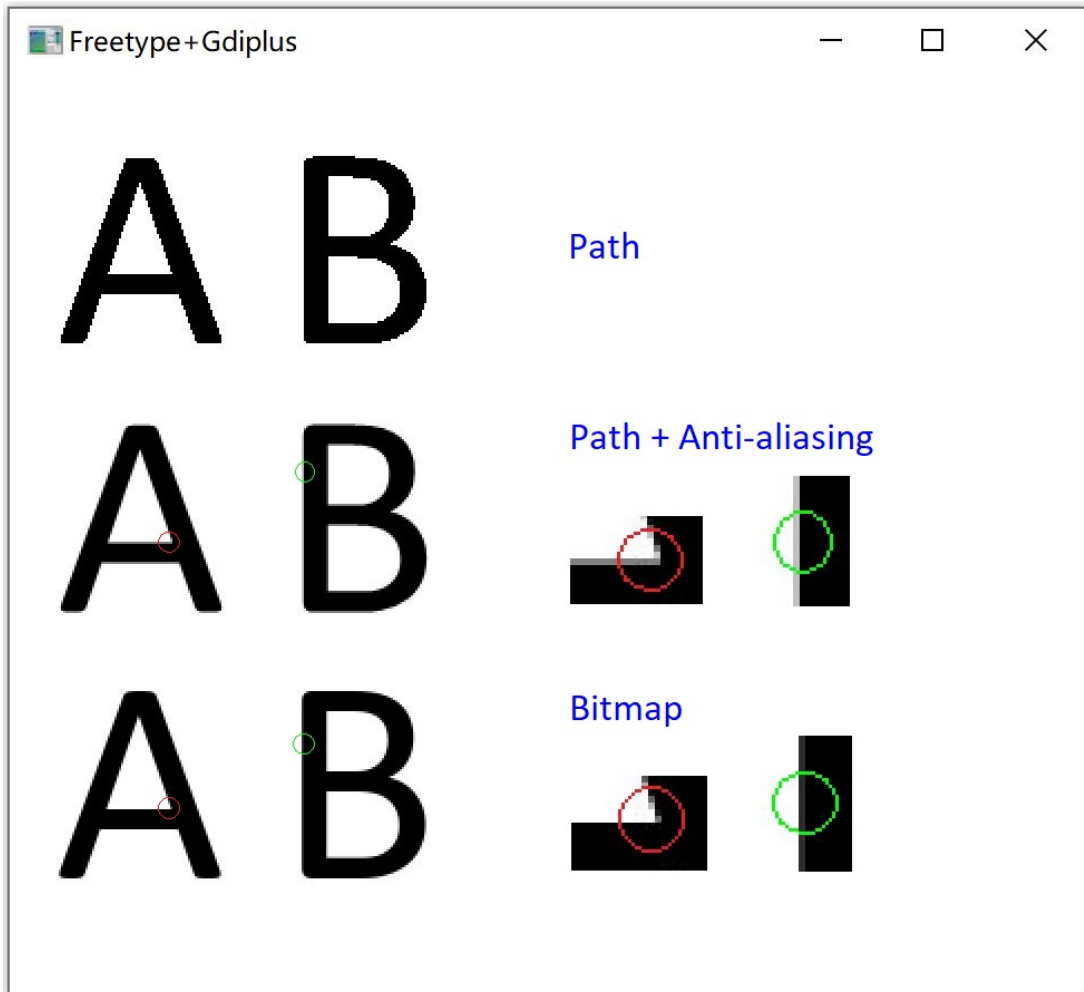 Freetype+Gdiplus
A B
Path
A B
Path + Anti-aliasing
A B
Bitmap